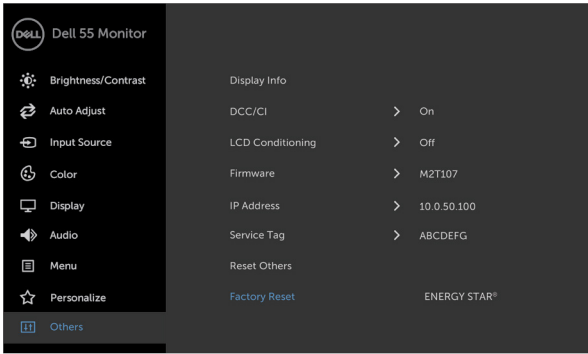 DELL Dell 55 Monitor
Brightness/Contrast
Auto Adjust
Input Source
Color
Display
Audio
Menu
Personalize
Others
Display Info
DCC/CI > On
LCD Conditioning > Off
Firmware > M2T107
IP Address > 10.0.50.100
Service Tag > ABCDEFG
Reset Others
Factory Reset ENERGY STAR®